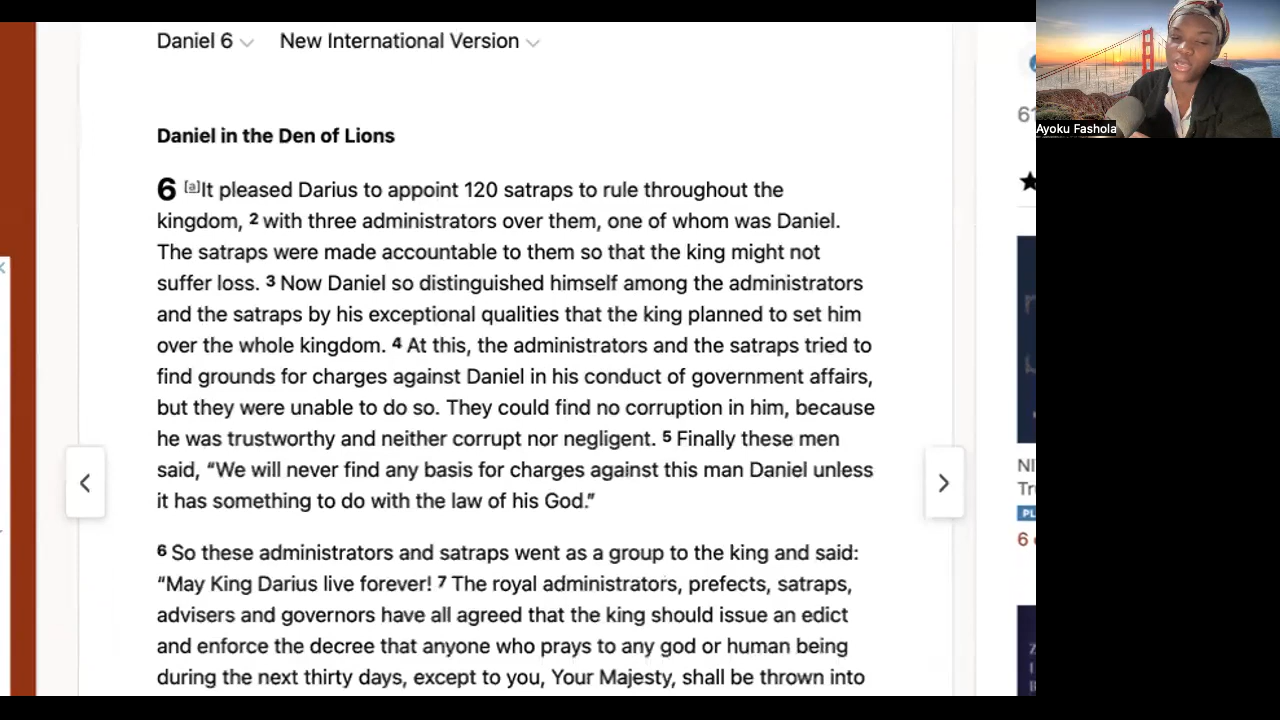 Daniel 6 New International Version
Daniel in the Den of Lions
6 [a]It pleased Darius to appoint 120 satraps to rule throughout the
kingdom, 2 with three administrators over them, one of whom was Daniel.
The satraps were made accountable to them so that the king might not
suffer loss. 3 Now Daniel so distinguished himself among the administrators
and the satraps by his exceptional qualities that the king planned to set him
over the whole kingdom. 4 At this, the administrators and the satraps tried to
find grounds for charges against Daniel in his conduct of government affairs,
but they were unable to do so. They could find no corruption in him, because
he was trustworthy and neither corrupt nor negligent. 5 Finally these men
said, “We will never find any basis for charges against this man Daniel unless
it has something to do with the law of his God.”
6 So these administrators and satraps went as a group to the king and said:
“May King Darius live forever! 7 The royal administrators, prefects, satraps,
advisers and governors have all agreed that the king should issue an edict
and enforce the decree that anyone who prays to any god or human being
during the next thirty days, except to you, Your Majesty, shall be thrown into
Ayoku Fashola